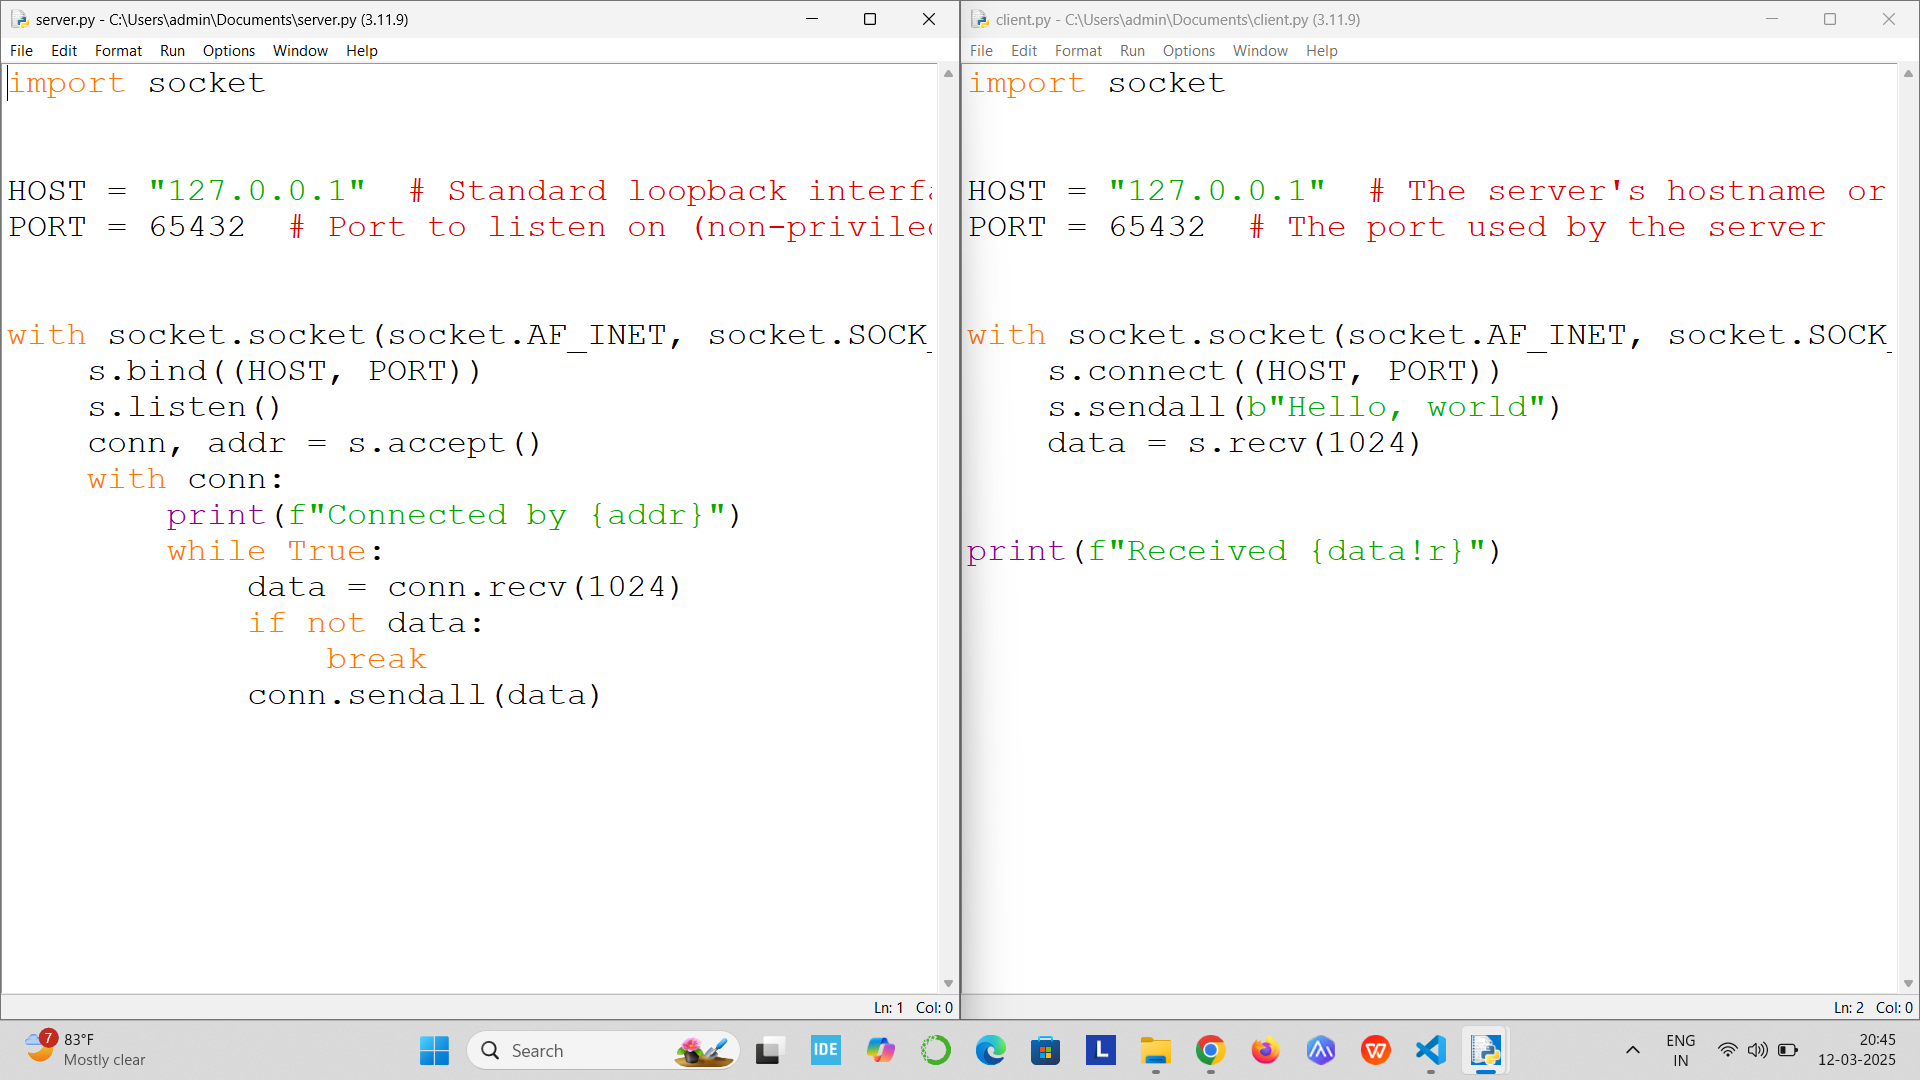 server.py - C:\Users\admin\Documents\server.py (3.11.9)
File Edit Format Run Options Window Help
import socket
HOST = "127.0.0.1"  # Standard loopback
PORT = 65432  # Port to listen on
with socket.socket(socket.AF_INET, socket.SOCK_
    s.bind((HOST, PORT))
    s.listen()
    conn, addr = s.accept()
    with conn:
        print(f"Connected by {addr}")
        while True:
            data = conn.recv(1024)
            if not data:
                break
            conn.sendall(data)
Ln: 1 Col: 0
client.py - C:\Users\admin\Documents\client.py (3.11.9)
File Edit Format Run Options Window Help
import socket
HOST = "127.0.0.1"  # The server's hostname or
PORT = 65432  # The port used by the server
with socket.socket(socket.AF_INET, socket.SOCK_
    s.connect((HOST, PORT))
    s.sendall(b"Hello, world")
    data = s.recv(1024)
print(f"Received {data!r}")
Ln: 2 Col: 0
7
83°F
Mostly clear
Search
IDE
L
W
ENG
IN
20:45
12-03-2025